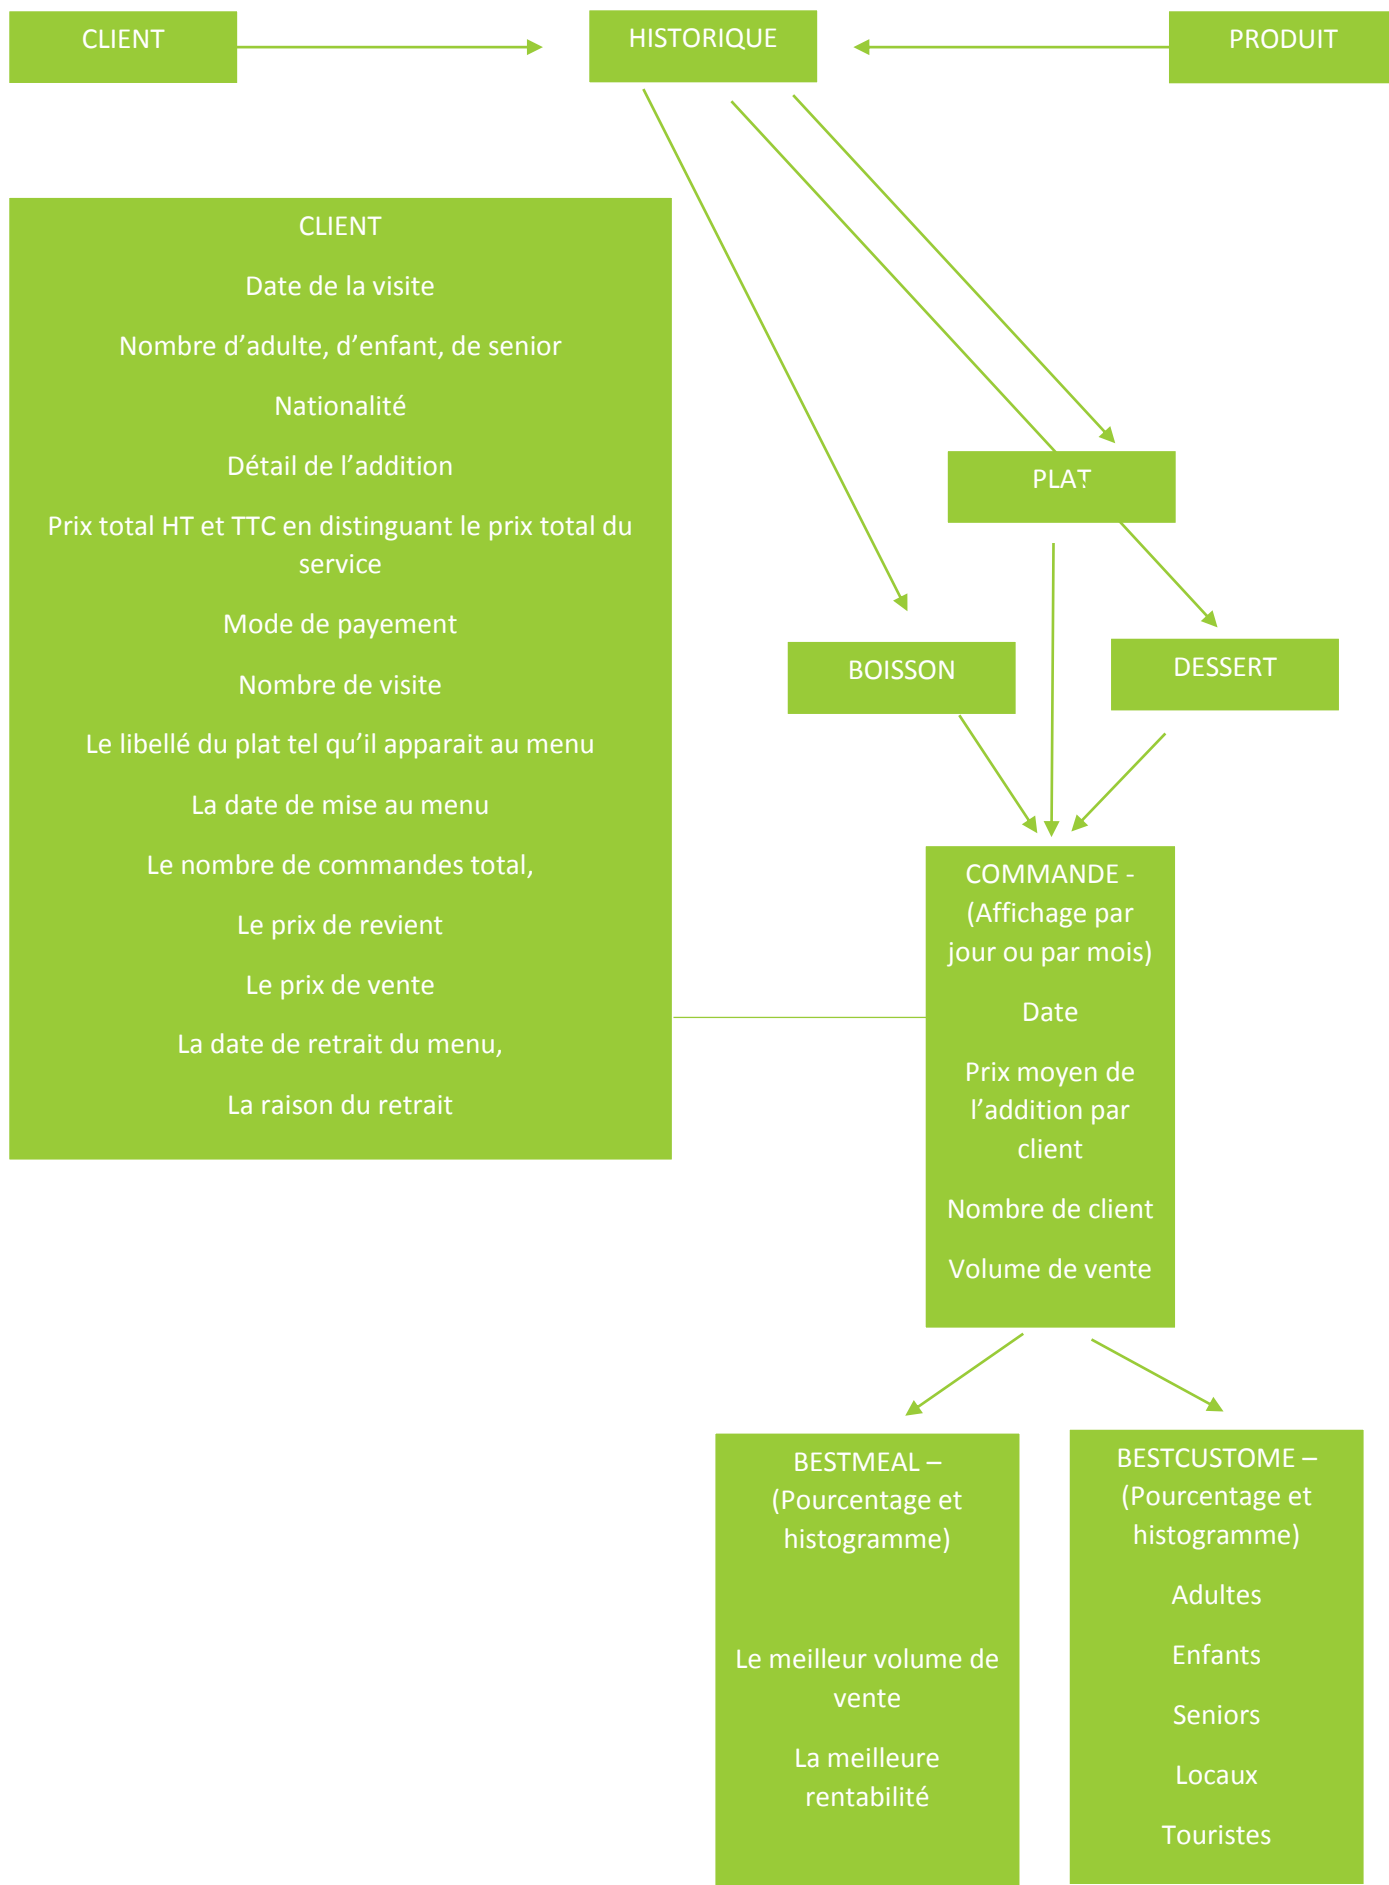 CLIENT
HISTORIQUE
PRODUIT
CLIENT
Date de la visite
Nombre d’adulte, d’enfant, de senior
Nationalité
Détail de l’addition
Prix total HT et TTC en distinguant le prix total du
service
Mode de payement
Nombre de visite
Le libellé du plat tel qu’il apparait au menu
La date de mise au menu
Le nombre de commandes total,
Le prix de revient
Le prix de vente
La date de retrait du menu,
La raison du retrait
PLAT
BOISSON
DESSERT
COMMANDE -
(Affichage par
jour ou par mois)
Date
Prix moyen de
l’addition par
client
Nombre de client
Volume de vente
BESTMEAL –
(Pourcentage et
histogramme)
Le meilleur volume de
vente
La meilleure
rentabilité
BESTCUSTOME –
(Pourcentage et
histogramme)
Adultes
Enfants
Seniors
Locaux
Touristes